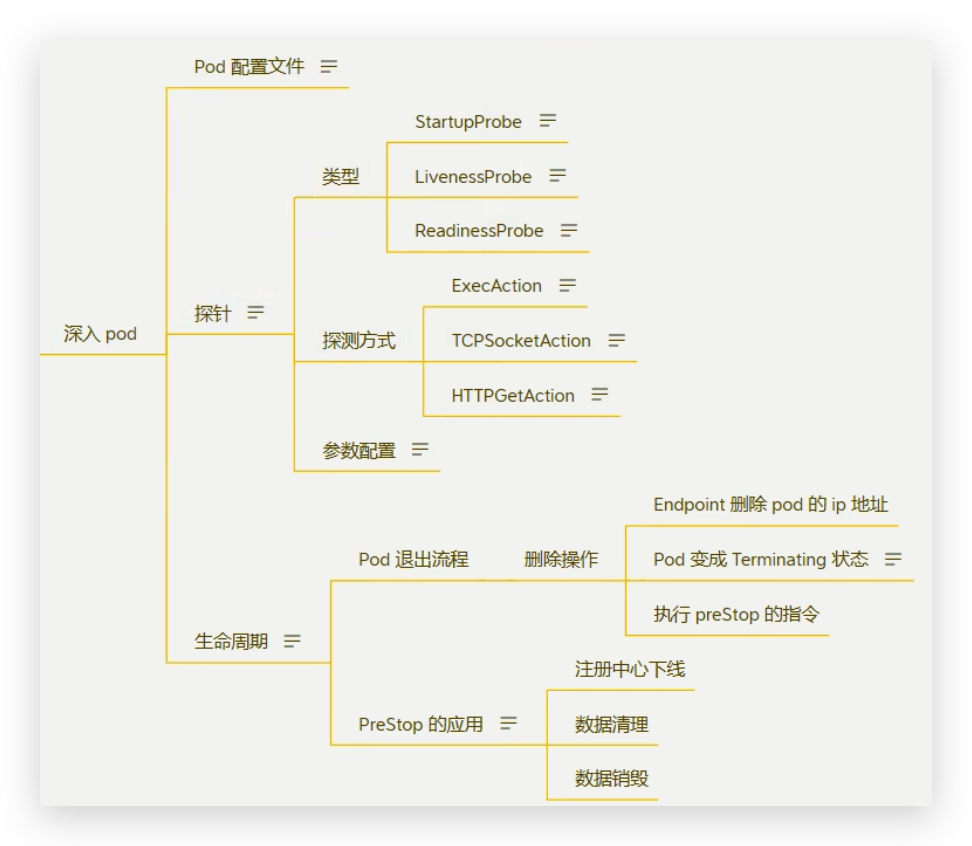 Pod 配置文件
StartupProbe
类型
LivenessProbe
ReadinessProbe
ExecAction
探针
深入 pod
探测方式
TCPSocketAction
HTTPGetAction
参数配置
Endpoint 删除 pod 的 ip 地址
Pod 退出流程
删除操作
Pod 变成 Terminating 状态
执行 preStop 的指令
生命周期
注册中心下线
PreStop 的应用
数据清理
数据销毁